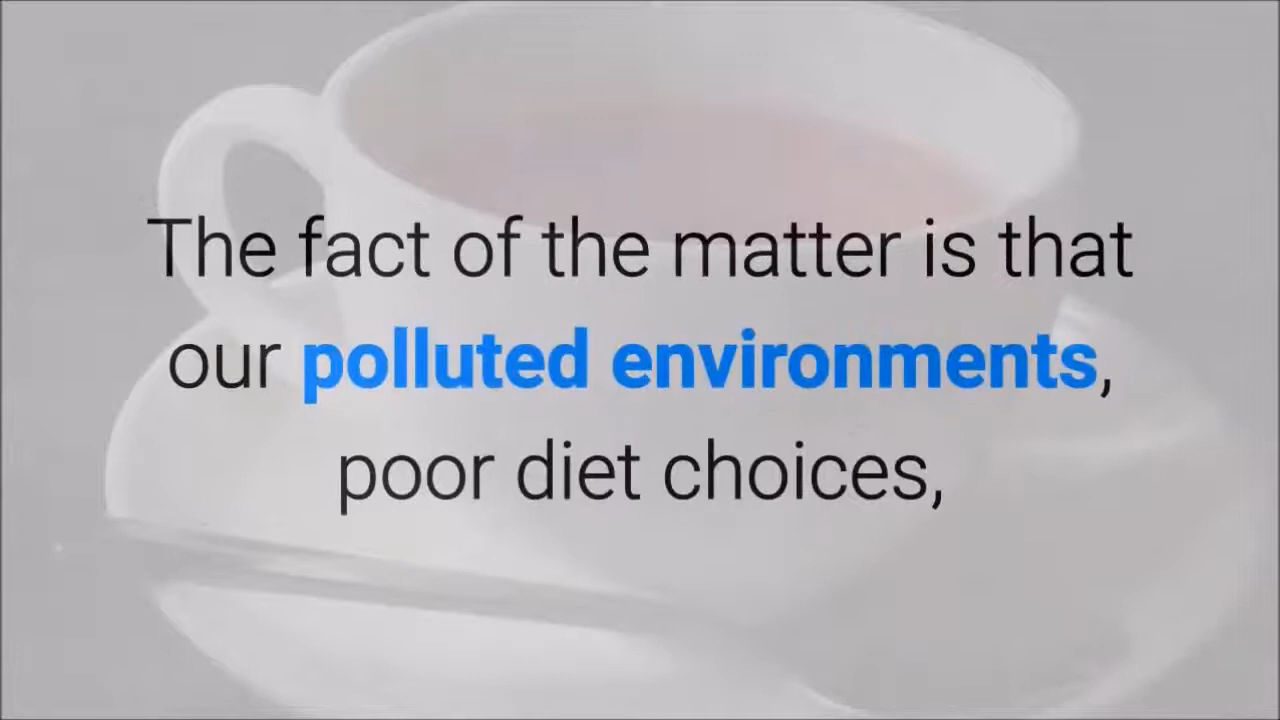 The fact of the matter is that
our polluted environments,
poor diet choices,